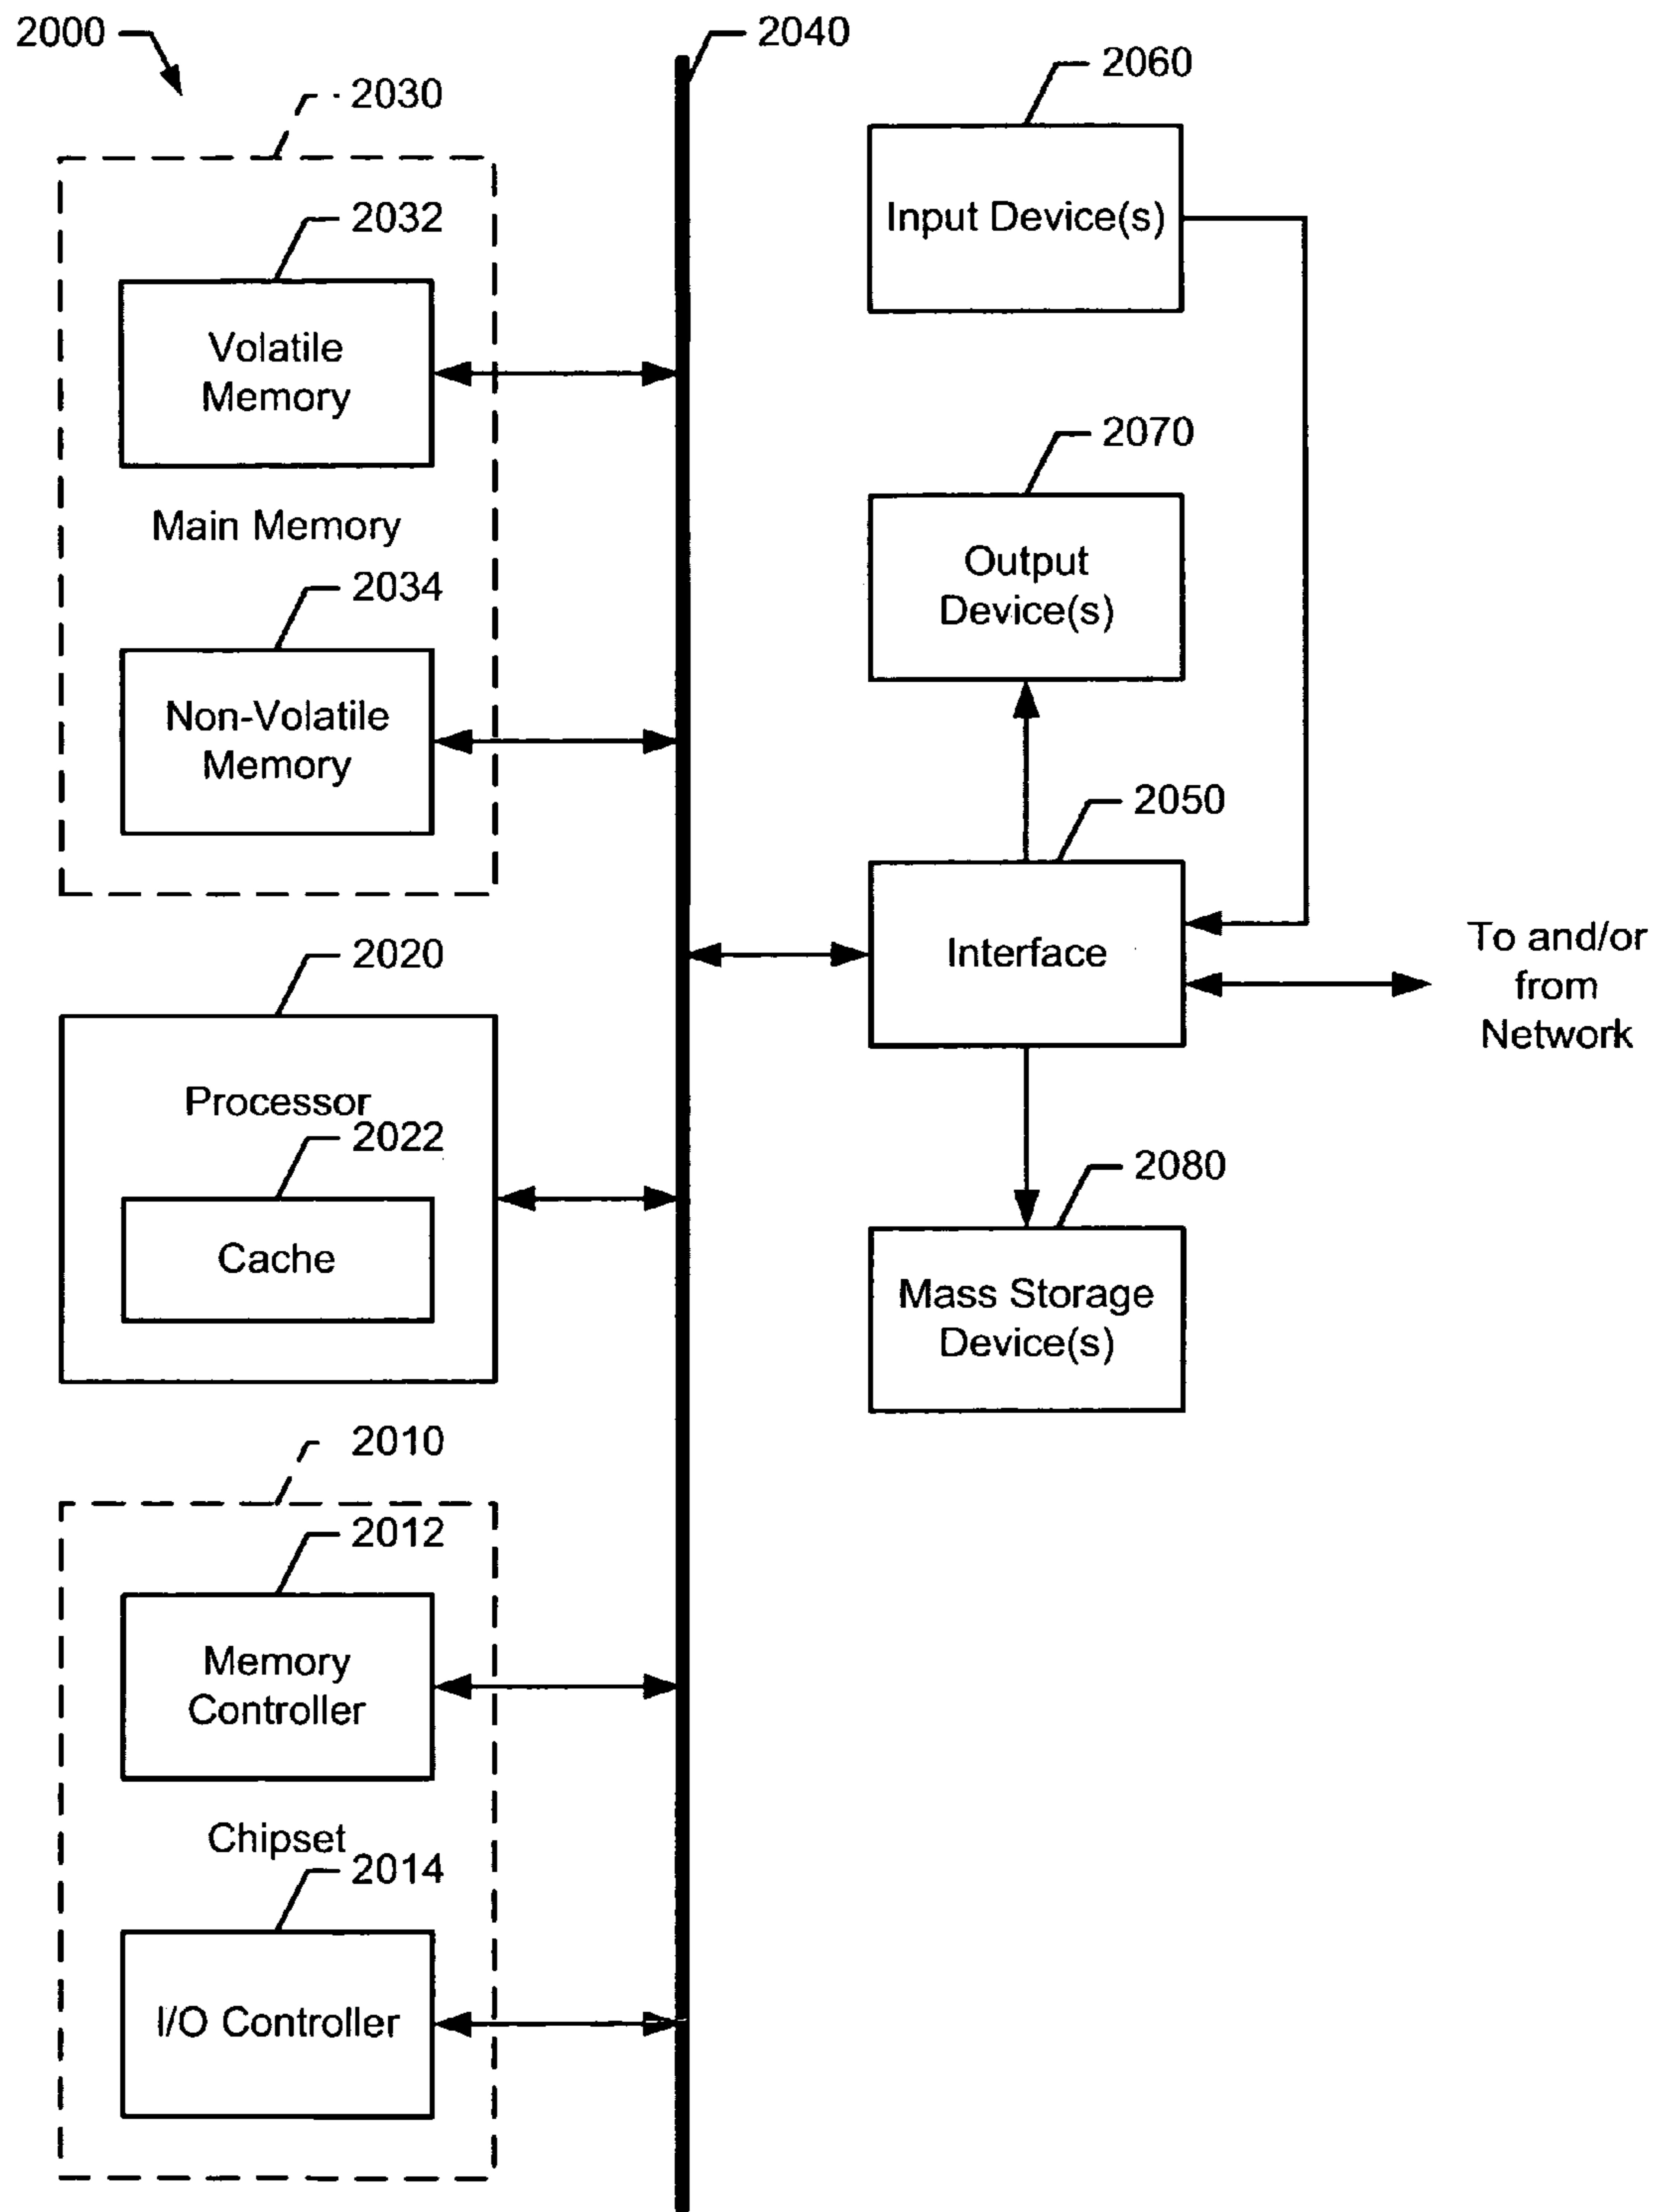 2000
2040
2060
2030
2032
Input Device(s)
Volatile
Memory
2070
Main Memory
Output
Device(s)
2034
Non-Volatile
Memory
2050
Interface
To and/or
from
Network
2020
Processor
2022
Cache
2080
Mass Storage
Device(s)
2010
2012
Memory
Controller
Chipset
2014
I/O Controller